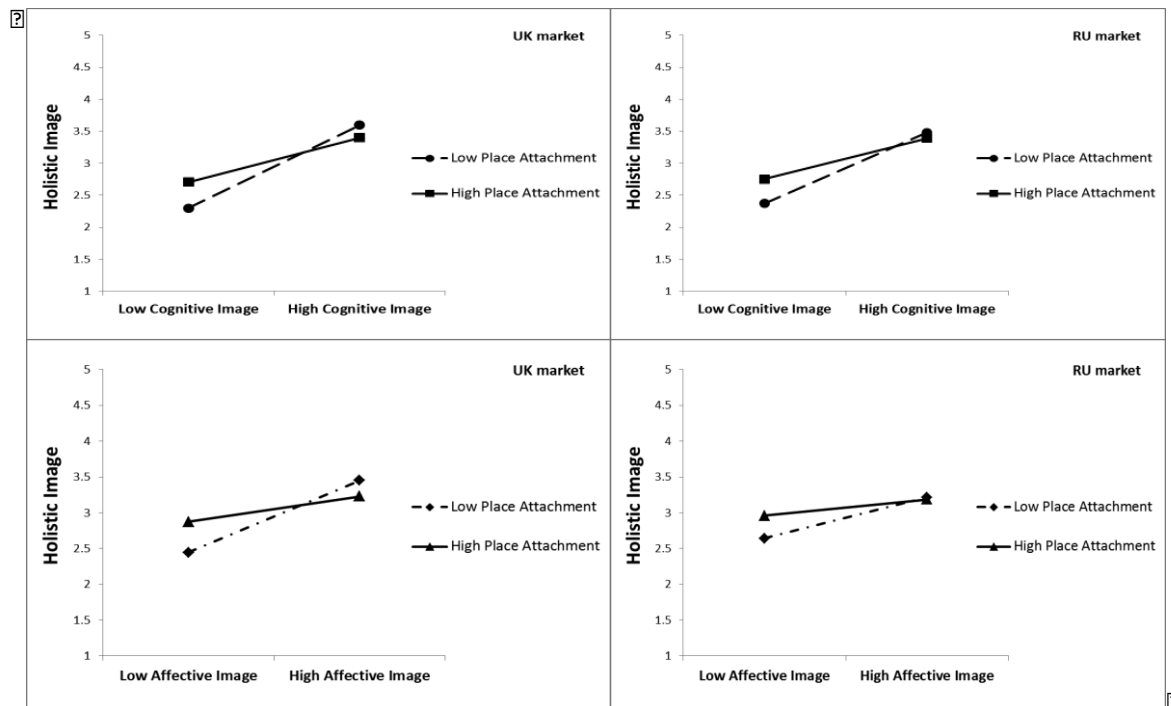 UK market
5
4.5
4
3.5
3
2.5
2
1.5
1
Holistic Image
Low Place Attachment
High Place Attachment
Low Cognitive Image
High Cognitive Image
RU market
5
4.5
4
3.5
3
2.5
2
1.5
1
Holistic Image
Low Place Attachment
High Place Attachment
Low Cognitive Image
High Cognitive Image
UK market
5
4.5
4
3.5
3
2.5
2
1.5
1
Holistic Image
Low Place Attachment
High Place Attachment
Low Affective Image
High Affective Image
RU market
5
4.5
4
3.5
3
2.5
2
1.5
1
Holistic Image
Low Place Attachment
High Place Attachment
Low Affective Image
High Affective Image